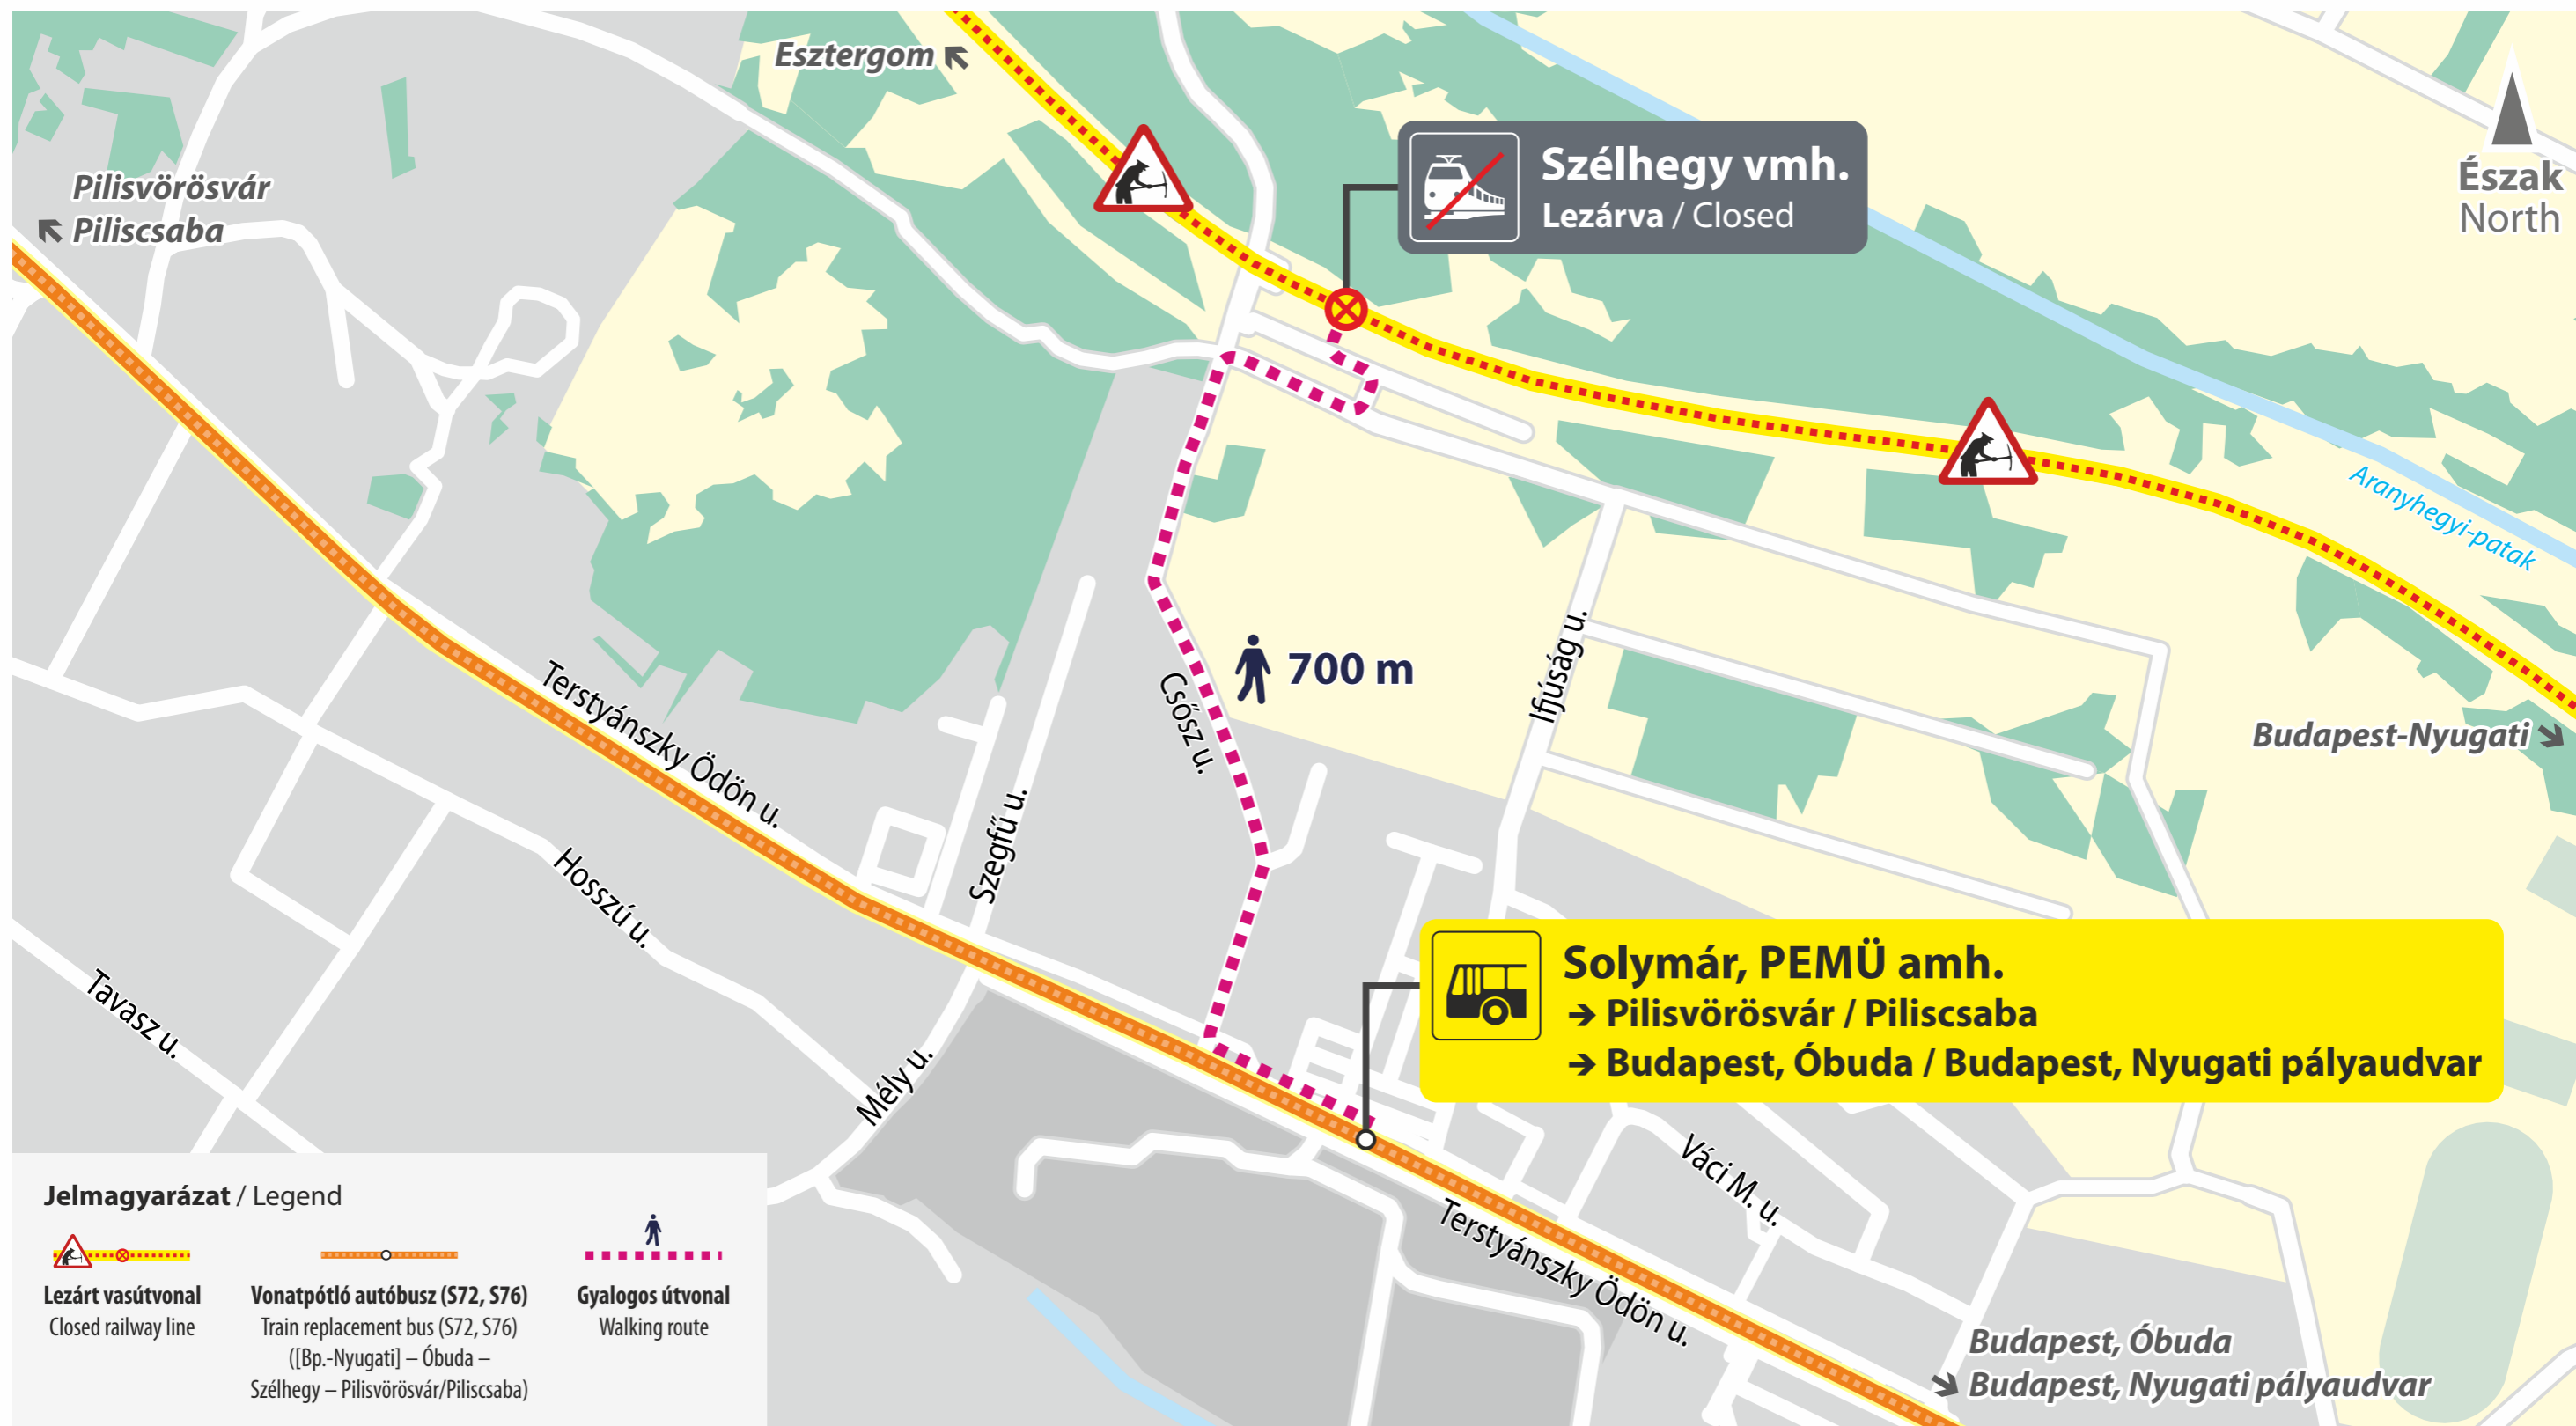 Esztergom
Pilisvörösvár
Piliscsaba
Szélhegy vmh.
Lezárva / Closed
Észak
North
Aranyhegyi-patak
700 m
Ifjúság u.
Csősz u.
Terstyánszky Ödön u.
Budapest-Nyugati
Szegfű u.
Hosszú u.
Tavasz u.
Mély u.
Solymár, PEMÜ amh.
➔ Pilisvörösvár / Piliscsaba
➔ Budapest, Óbuda / Budapest, Nyugati pályaudvar
Váci M. u.
Terstyánszky Ödön u.
Budapest, Óbuda
Budapest, Nyugati pályaudvar
Jelmagyarázat / Legend
Lezárt vasútvonal
Closed railway line
Vonatpótló autóbusz (S72, S76)
Train replacement bus (S72, S76)
([Bp.-Nyugati] – Óbuda –
Szélhegy – Pilisvörösvár/Piliscsaba)
Gyalogos útvonal
Walking route